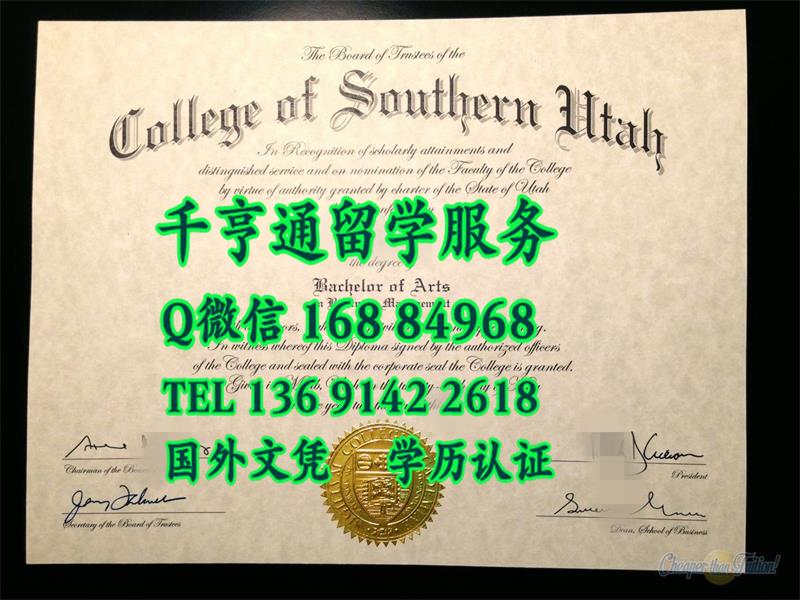 The Board of Trustees of the
College of Southern Utah
In Recognition of scholarly attainments and
distinguished service and on nomination of the Faculty of the College
by virtue of authority granted by charter of the State of Utah
千亨通留学服务
the degree
Bachelor of Arts
Q微信 168 84968
In witness whereof this Diploma signed by the authorized officers
of the College and sealed with the corporate seal the College is granted.
TEL 136 9142 2618
国外文凭 学历认证
Chairman of the
President
Secretary of the Board of Trustees
Dean, School of Business
Cheaper than Tuition!